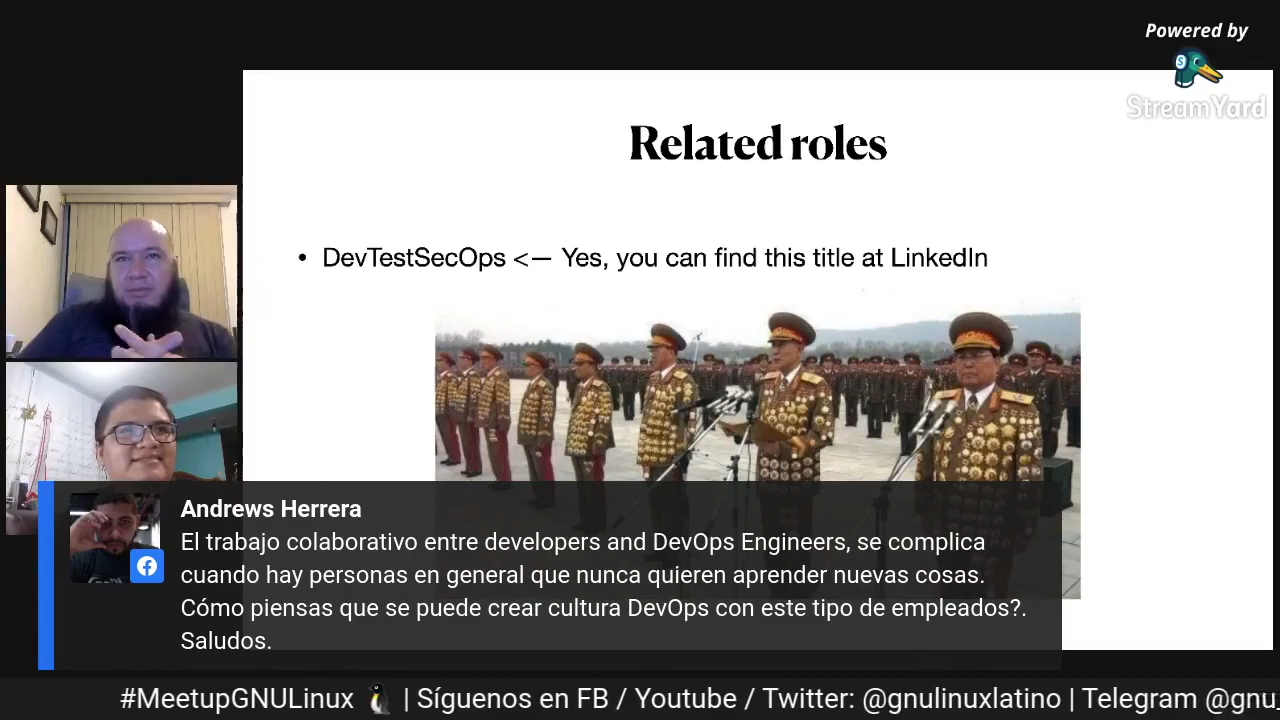 Powered by
StreamYard
Related roles
• DevTestSecOps <— Yes, you can find this title at LinkedIn
Andrews Herrera
El trabajo colaborativo entre developers and DevOps Engineers, se complica
cuando hay personas en general que nunca quieren aprender nuevas cosas.
Cómo piensas que se puede crear cultura DevOps con este tipo de empleados?.
Saludos.
#MeetupGNULinux 🐧 | Síguenos en FB / Youtube / Twitter: @gnulinuxlatino | Telegram @gnu_